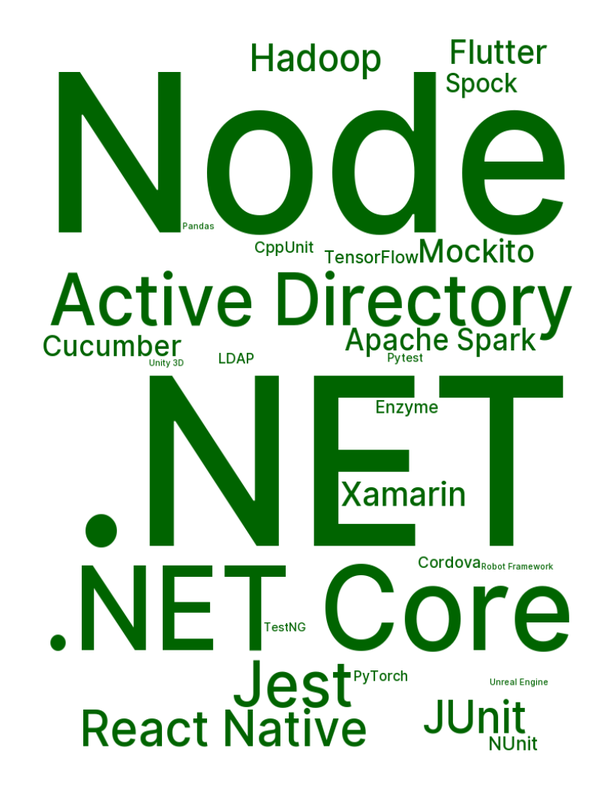 Hadoop
Flutter
Spock
Node
Pandas
CppUnit
TensorFlow
Mockito
Active Directory
Cucumber
Apache Spark
Unity 3D
LDAP
Pytest
.NET
Enzyme
Xamarin
Cordova
Robot Framework
.NET Core
TestNG
Jest
PyTorch
Unreal Engine
React Native
JUnit
NUnit